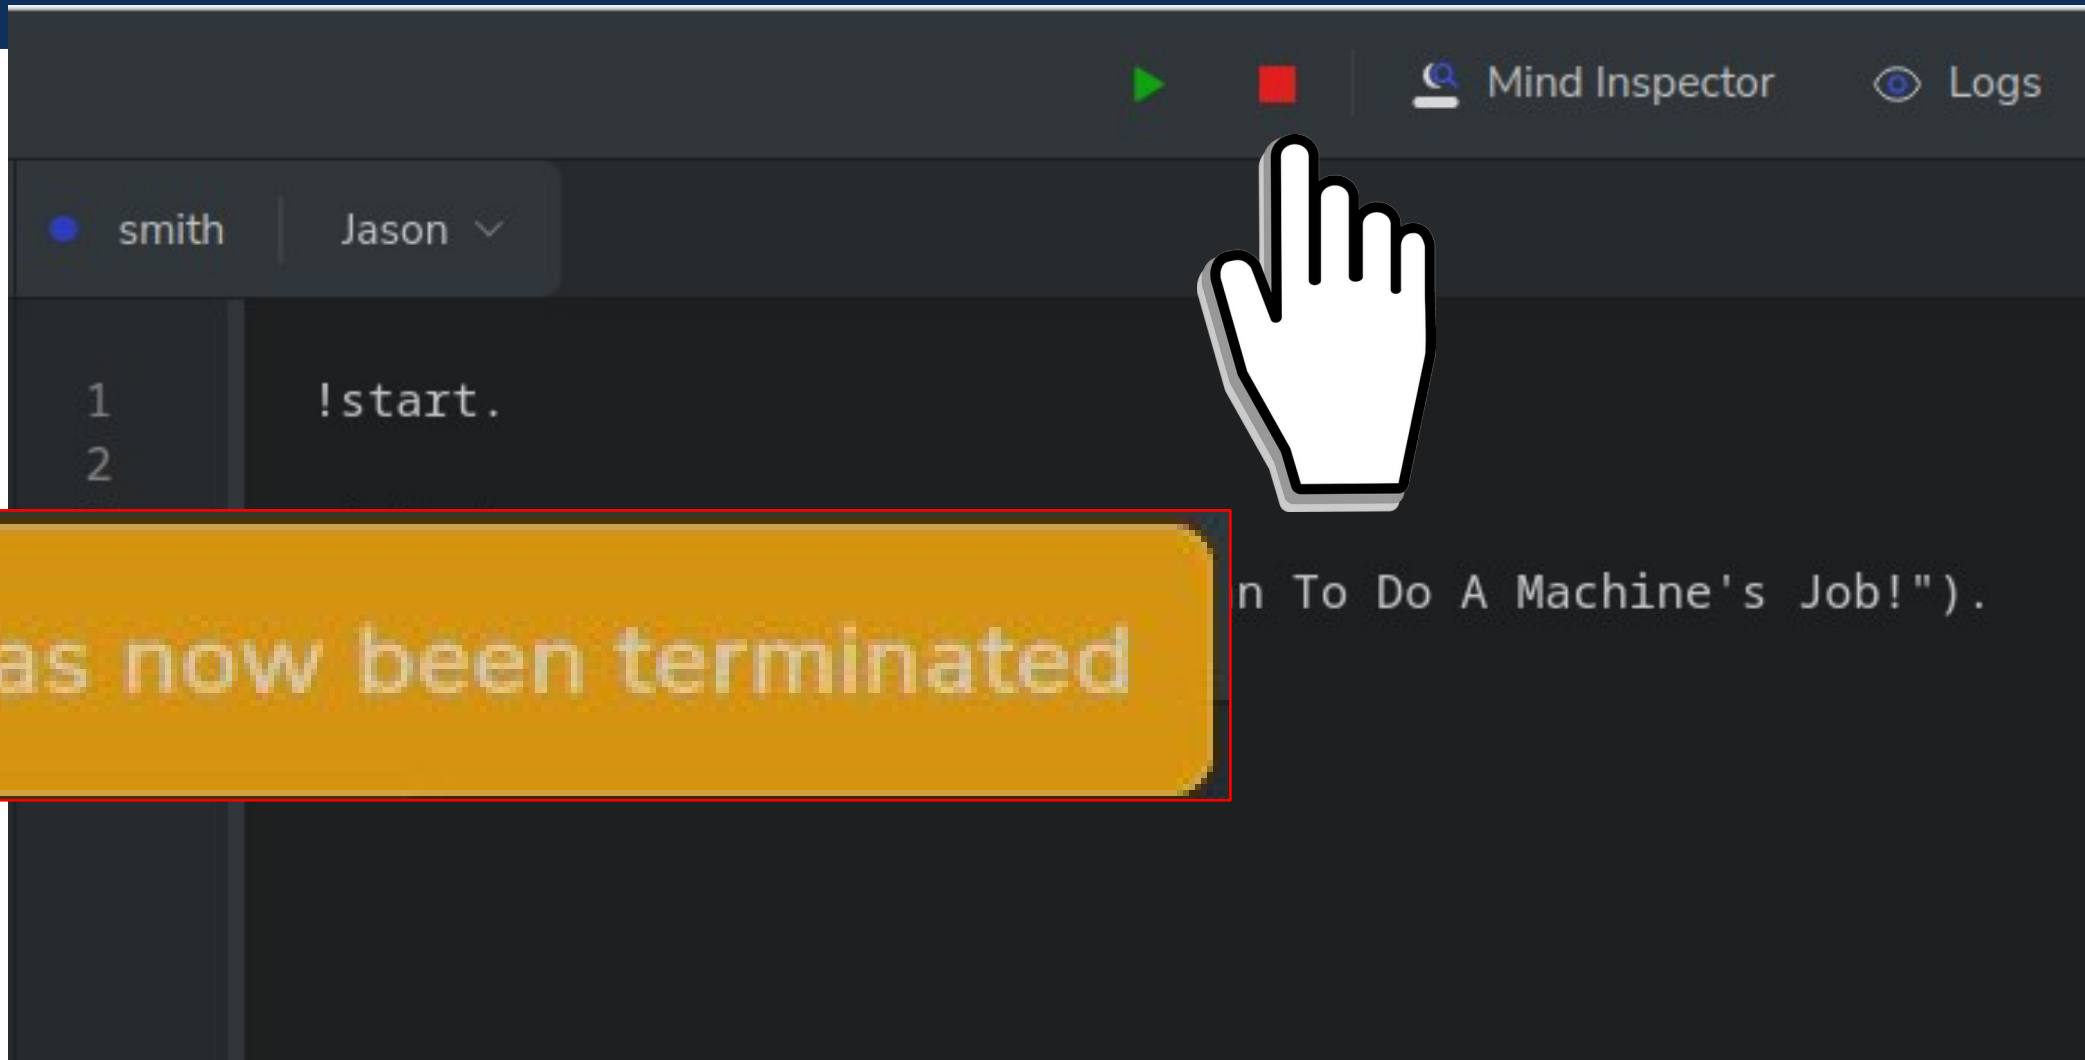 Mind Inspector Logs
smith Jason
1 !start.
2
n To Do A Machine's Job!").
as now been terminated